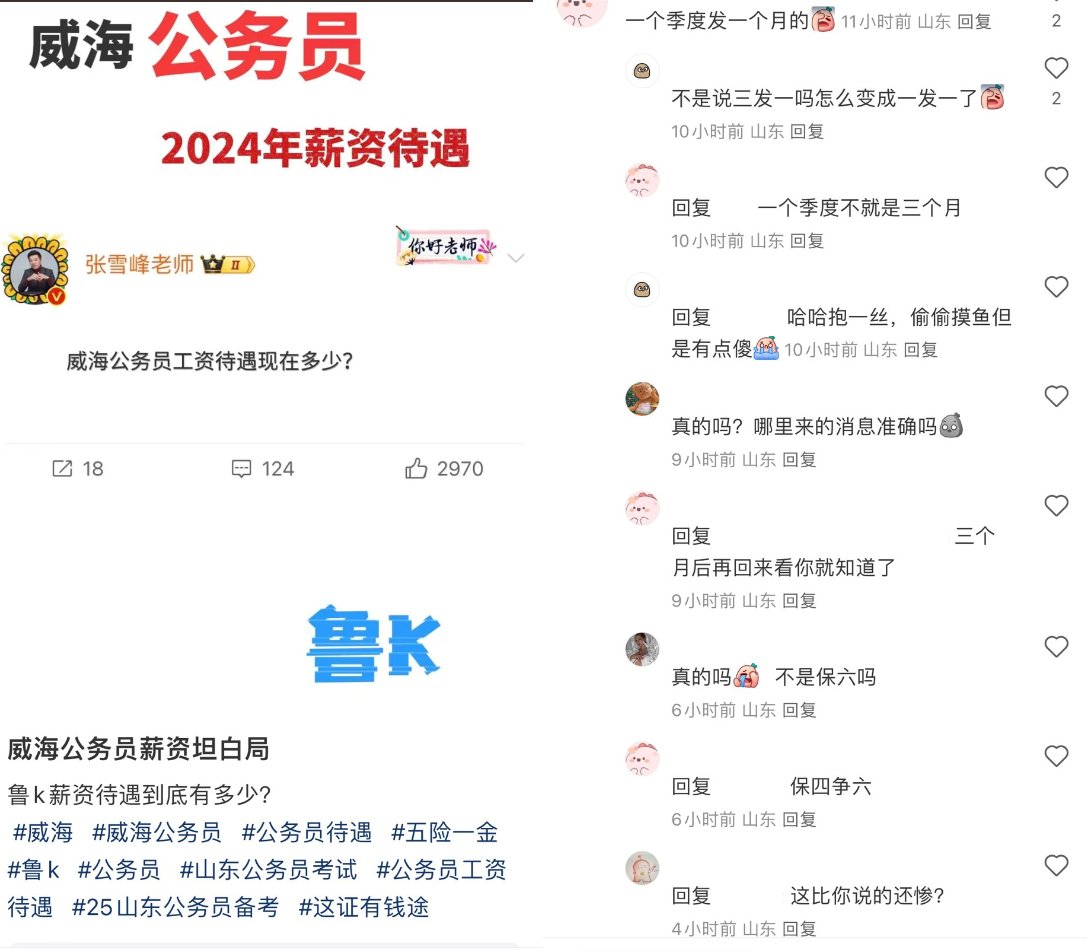 威海 公务员
2024年薪资待遇
张雪峰老师 II
你好老师
威海公务员工资待遇现在多少?
18 124 2970
鲁K
威海公务员薪资坦白局
鲁k薪资待遇到底有多少?
#威海 #威海公务员 #公务员待遇 #五险一金
#鲁k #公务员 #山东公务员考试 #公务员工资
待遇 #25山东公务员备考 #这证有钱途
一个季度发一个月的 11小时前 山东 回复
2
不是说三发一吗怎么变成一发一了
2
10小时前 山东 回复
回复 一个季度不就是三个月
10小时前 山东 回复
回复 哈哈抱一丝，偷偷摸鱼但
是有点傻 10小时前 山东 回复
真的吗？哪里来的消息准确吗
9小时前 山东 回复
回复 三个
月后再回来看你就知道了
9小时前 山东 回复
真的吗 不是保六吗
6小时前 山东 回复
回复 保四争六
6小时前 山东 回复
回复 这比你说的还惨?
4小时前 山东 回复